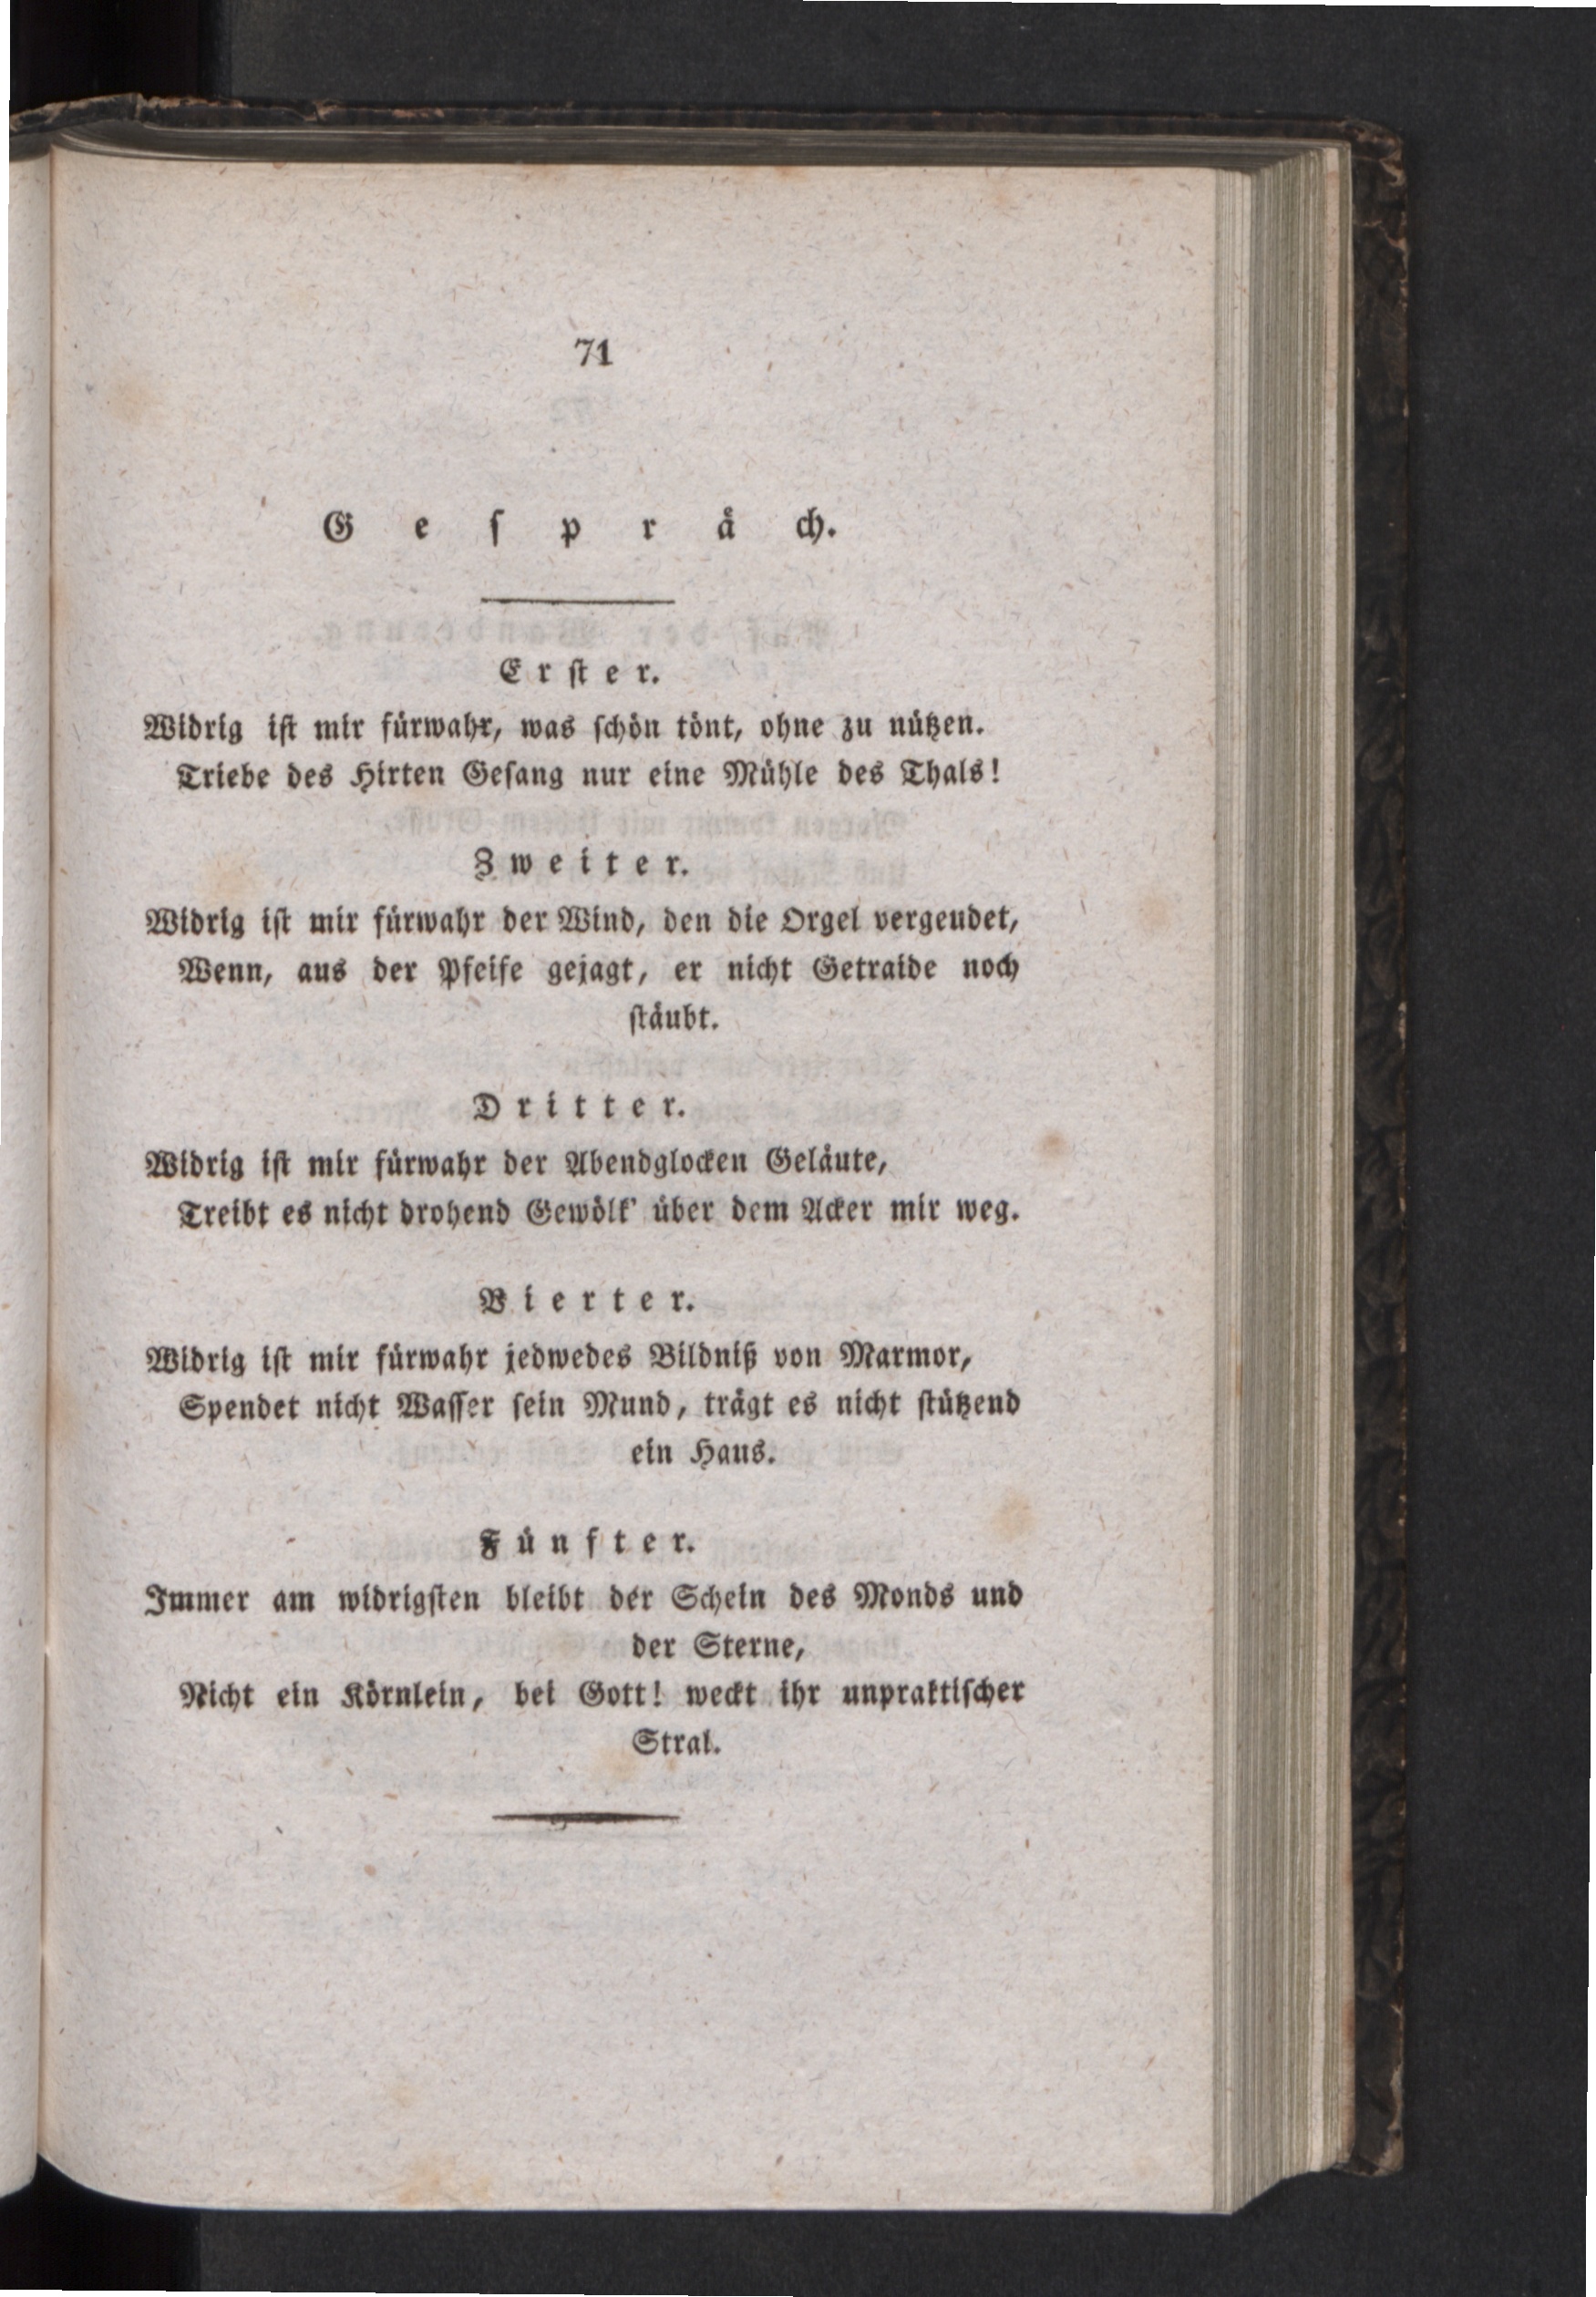 71
Geſpräch.
Erſter.
Widrig iſt mir fürwahr, was ſchön tönt, ohne zu nützen.
Triebe des Hirten Geſang nur eine Mühle des Thals!
Zweiter.
Widrig iſt mir fürwahr der Wind, den die Orgel vergeudet,
Wenn, aus der Pfeife gejagt, er nicht Getraide noch
ſtäubt.
Dritter.
Widrig iſt mir fürwahr der Abendglocken Geläute,
Treibt es nicht drohend Gewölk' über dem Acker mir weg.
Vierter.
Widrig iſt mir fürwahr jedwedes Bildniß von Marmor,
Spendet nicht Waſſer ſein Mund, trägt es nicht ſtützend
ein Haus.
Fünfter.
Immer am widrigſten bleibt der Schein des Monds und
der Sterne,
Nicht ein Körnlein, bei Gott! weckt ihr unpraktiſcher
Stral.